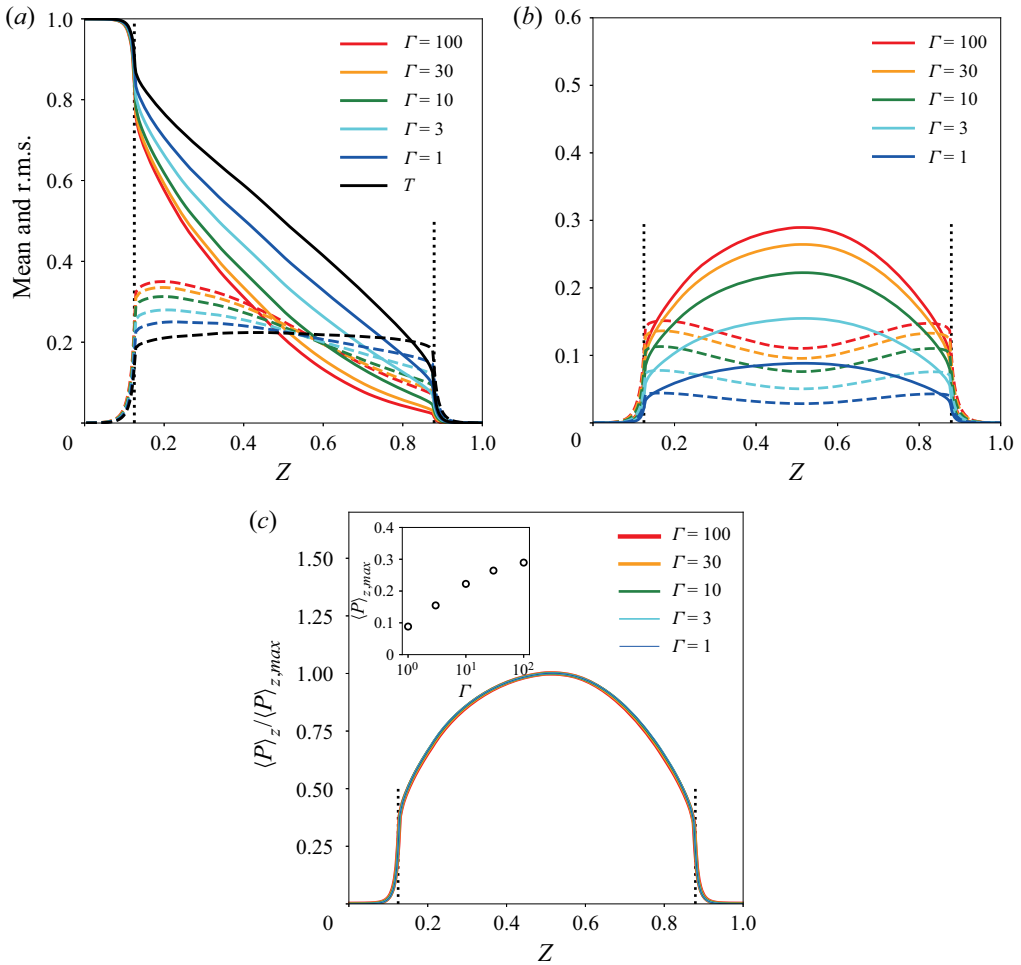 (a)
1.0
0.8
0.6
0.4
0.2
0
0.2
0.4
0.6
0.8
1.0
Mean and r.m.s.
Z
Γ = 100
Γ = 30
Γ = 10
Γ = 3
Γ = 1
T
(b)
0.6
0.5
0.4
0.3
0.2
0.1
0
0.2
0.4
0.6
0.8
1.0
Z
Γ = 100
Γ = 30
Γ = 10
Γ = 3
Γ = 1
(c)
1.50
1.25
1.00
0.75
0.50
0.25
0
0.2
0.4
0.6
0.8
1.0
⟨P⟩z/⟨P⟩z,max
Z
0.4
0.3
0.2
0.1
0
10⁰
10¹
10²
⟨P⟩z,max
Γ
Γ = 100
Γ = 30
Γ = 10
Γ = 3
Γ = 1